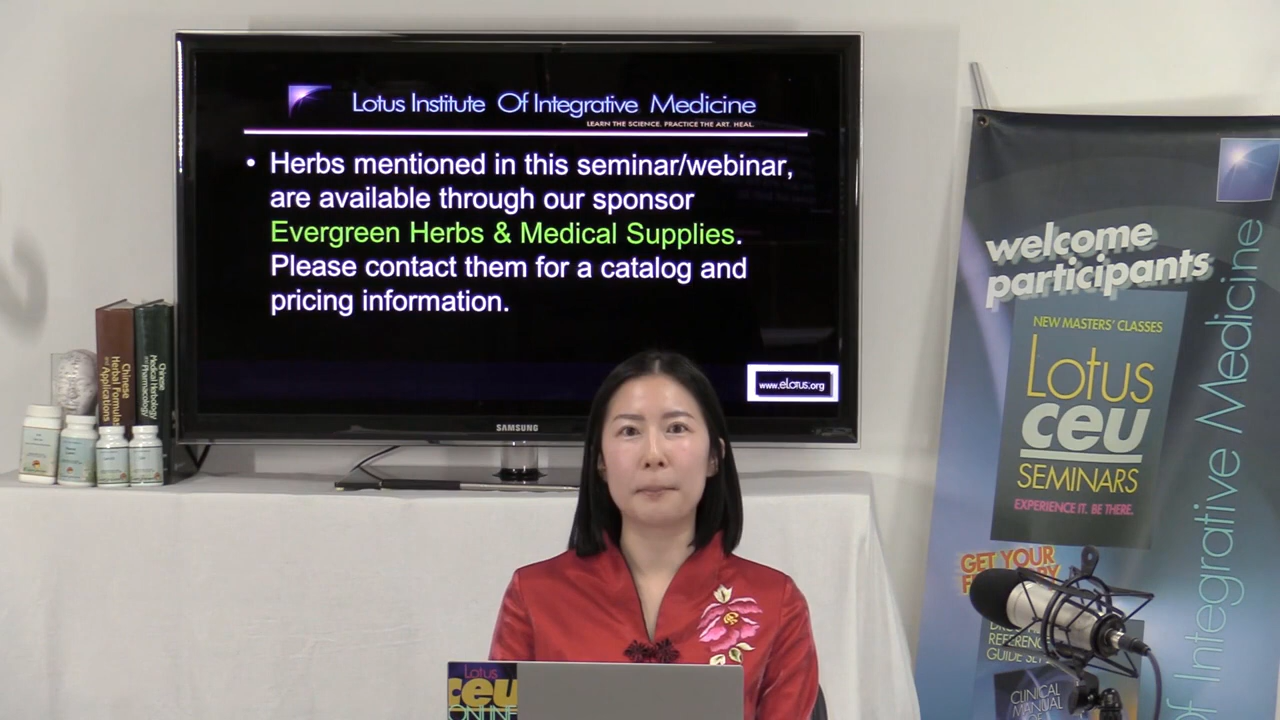 Lotus Institute Of Integrative Medicine
LEARN THE SCIENCE. PRACTICE THE ART. HEAL.
• Herbs mentioned in this seminar/webinar,
are available through our sponsor
Evergreen Herbs & Medical Supplies.
Please contact them for a catalog and
pricing information.
www.eLotus.org
SAMSUNG
Chinese
Herbal Formulas
and Applications
Chinese
Medical Herbology
and Pharmacology
welcome
participants
NEW MASTERS' CLASSES
Lotus
ceu
SEMINARS
EXPERIENCE IT. BE THERE.
GET YOUR
REFERENCE
GUIDE SET
CLINICAL
MANUAL
OF
of Integrative Medicine
Lotus
ceu
ONLINE